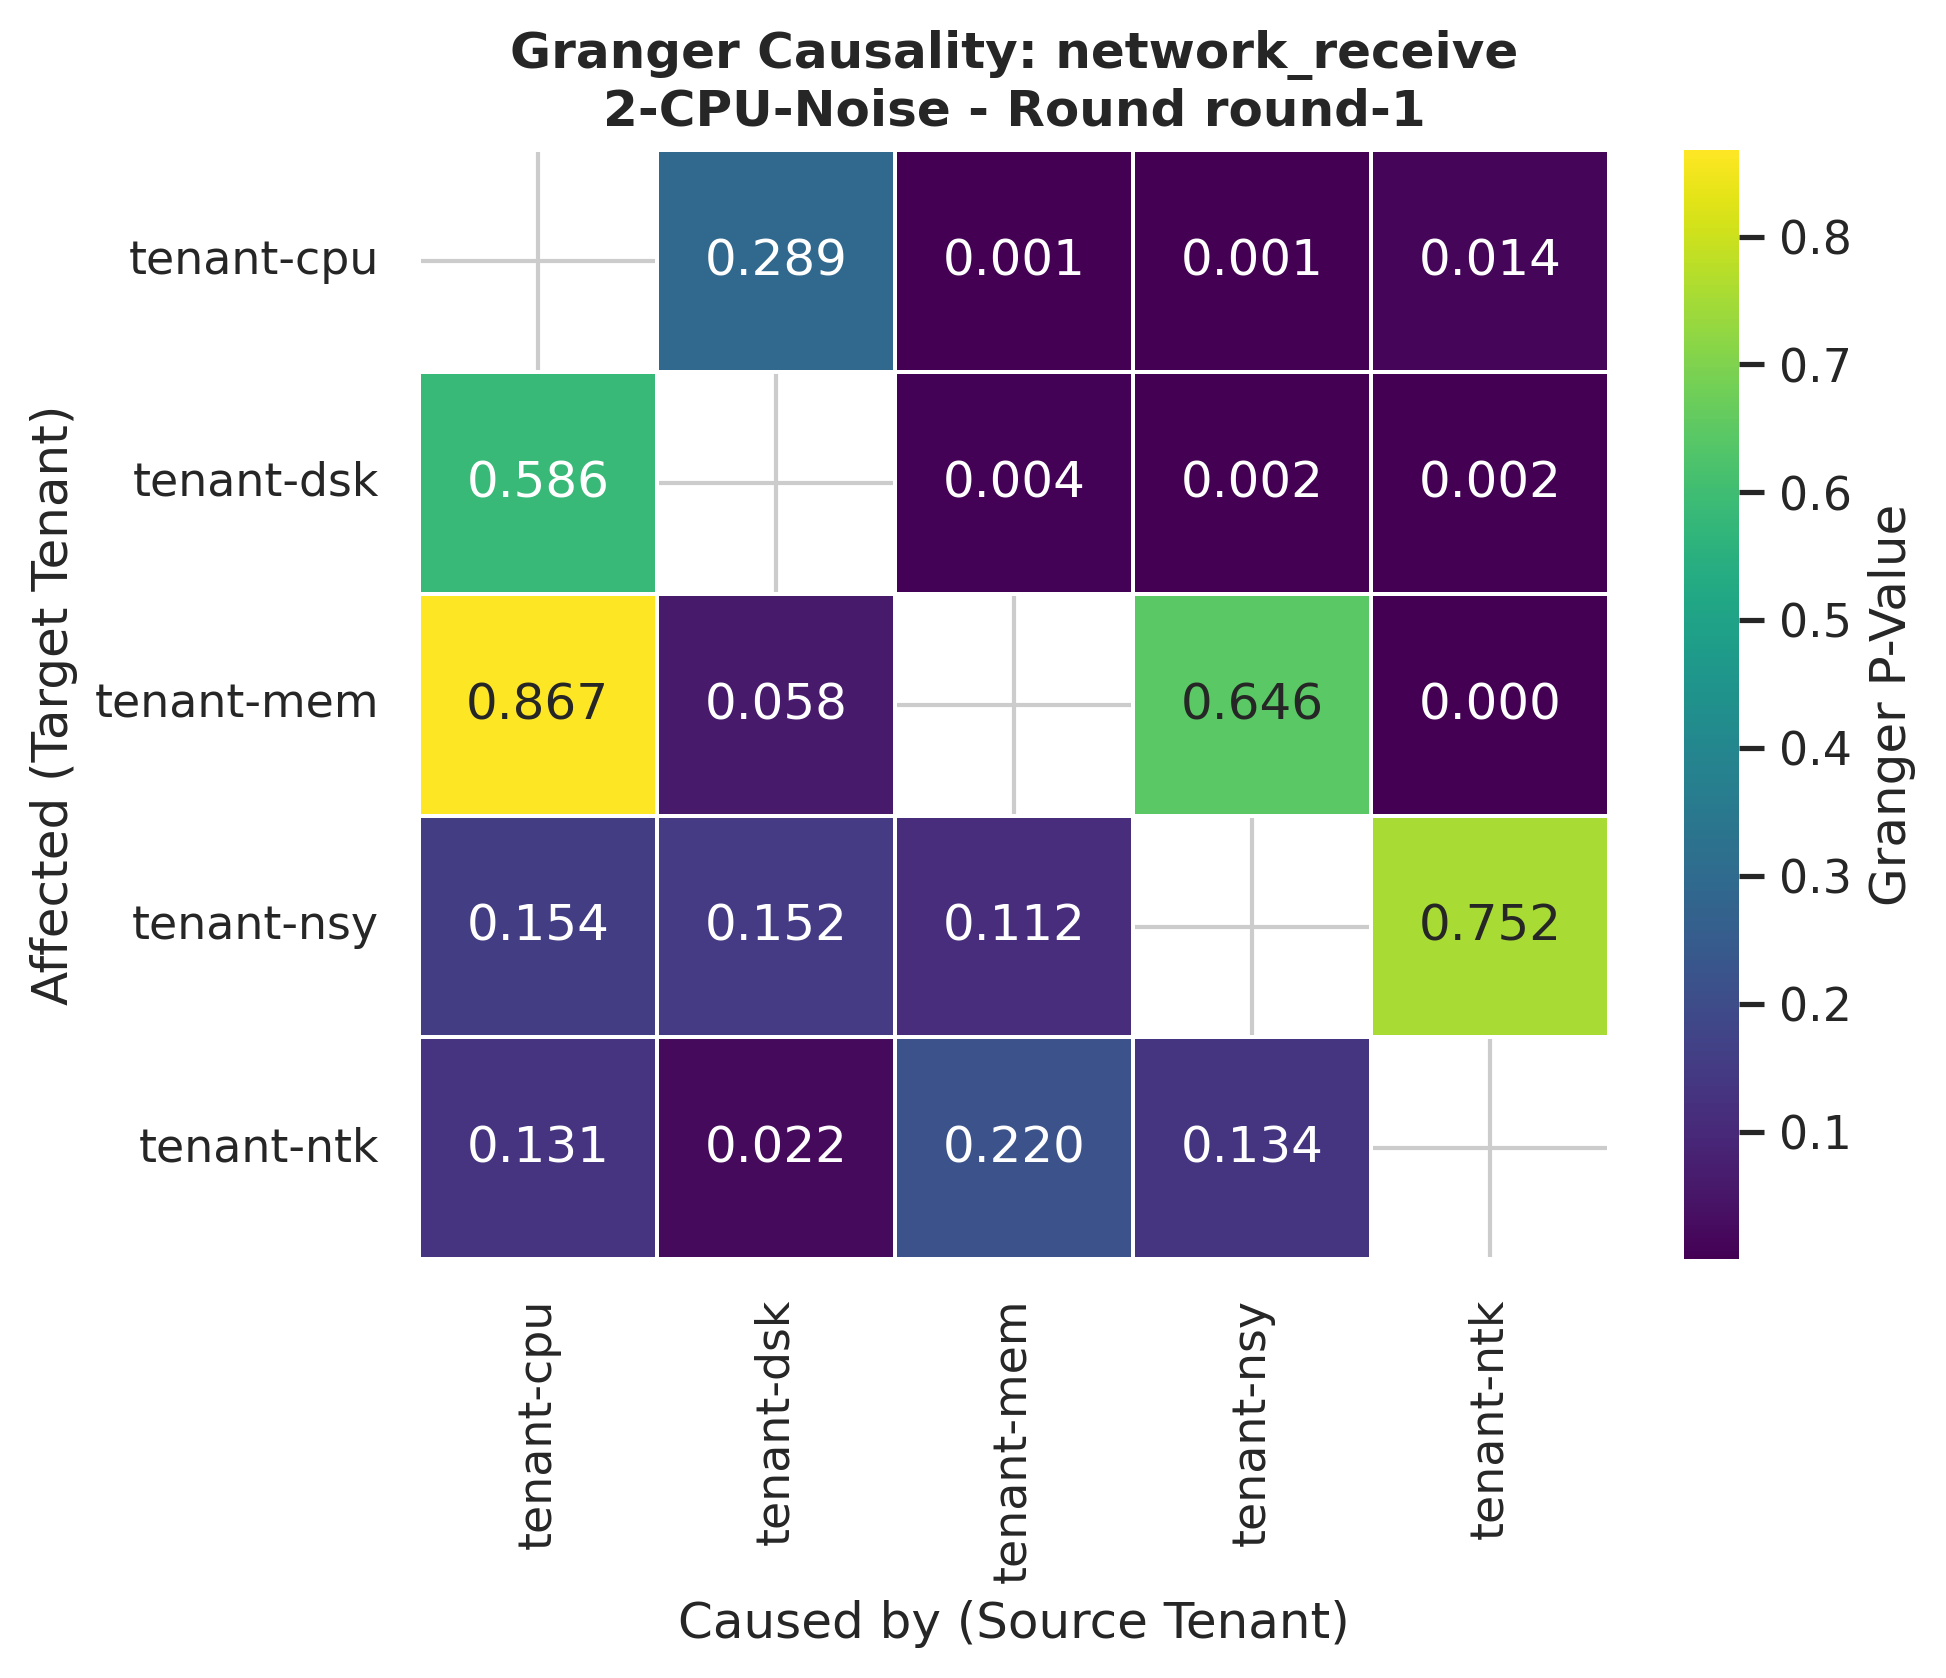 Granger Causality: network_receive
2-CPU-Noise - Round round-1
Affected (Target Tenant)
tenant-cpu
0.289
0.001
0.001
0.014
tenant-dsk
0.586
0.004
0.002
0.002
tenant-mem
0.867
0.058
0.646
0.000
tenant-nsy
0.154
0.152
0.112
0.752
tenant-ntk
0.131
0.022
0.220
0.134
tenant-cpu
tenant-dsk
tenant-mem
tenant-nsy
tenant-ntk
Caused by (Source Tenant)
0.8
0.7
0.6
0.5
0.4
0.3
0.2
0.1
Granger P-Value